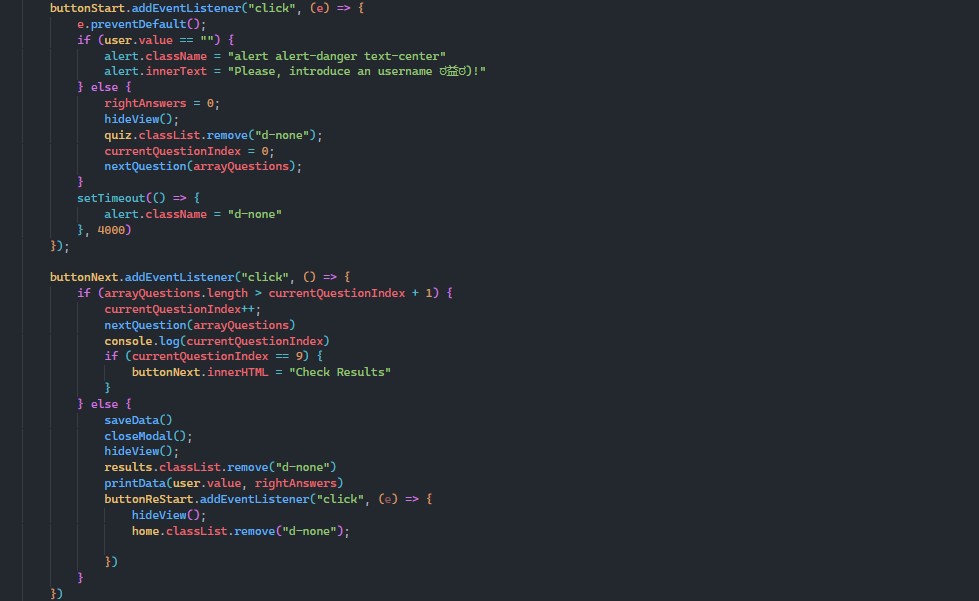 buttonStart.addEventListener("click", (e) => {
e.preventDefault();
if (user.value == "") {
alert.className = "alert alert-danger text-center"
alert.innerText = "Please, introduce an username ಠ益ಠ)!"
} else {
rightAnswers = 0;
hideView();
quiz.classList.remove("d-none");
currentQuestionIndex = 0;
nextQuestion(arrayQuestions);
}
setTimeout(() => {
alert.className = "d-none"
}, 4000)
});
buttonNext.addEventListener("click", () => {
if (arrayQuestions.length > currentQuestionIndex + 1) {
currentQuestionIndex++;
nextQuestion(arrayQuestions)
console.log(currentQuestionIndex)
if (currentQuestionIndex == 9) {
buttonNext.innerHTML = "Check Results"
}
} else {
saveData()
closeModal();
hideView();
results.classList.remove("d-none")
printData(user.value, rightAnswers)
buttonReStart.addEventListener("click", (e) => {
hideView();
home.classList.remove("d-none");
})
}
})